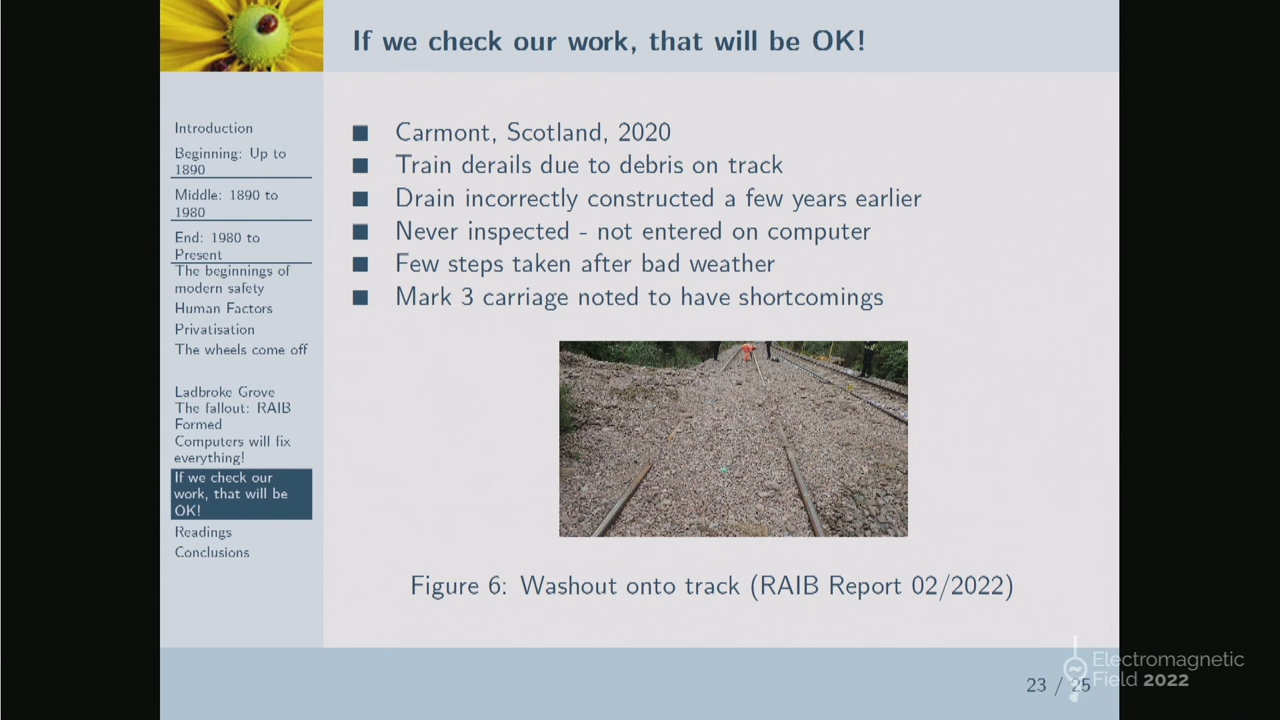 If we check our work, that will be OK!
Introduction
Beginning: Up to
1890
Middle: 1890 to
1980
End: 1980 to
Present
The beginnings of
modern safety
Human Factors
Privatisation
The wheels come off
Ladbroke Grove
The fallout: RAIB
Formed
Computers will fix
everything!
If we check our
work, that will be
OK!
Readings
Conclusions
Carmont, Scotland, 2020
Train derails due to debris on track
Drain incorrectly constructed a few years earlier
Never inspected - not entered on computer
Few steps taken after bad weather
Mark 3 carriage noted to have shortcomings
Figure 6: Washout onto track (RAIB Report 02/2022)
23 / 25
Electromagnetic
Field 2022